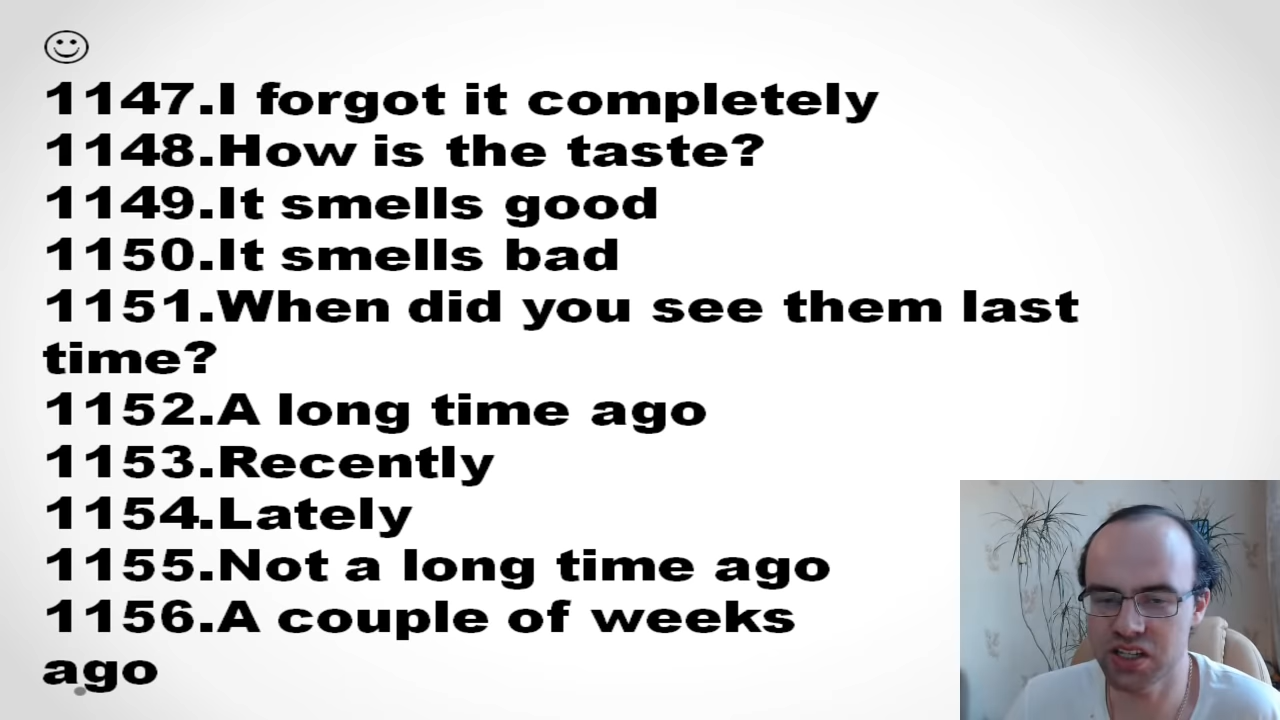 1147.I forgot it completely
1148.How is the taste?
1149.It smells good
1150.It smells bad
1151.When did you see them last
time?
1152.A long time ago
1153.Recently
1154.Lately
1155.Not a long time ago
1156.A couple of weeks
ago